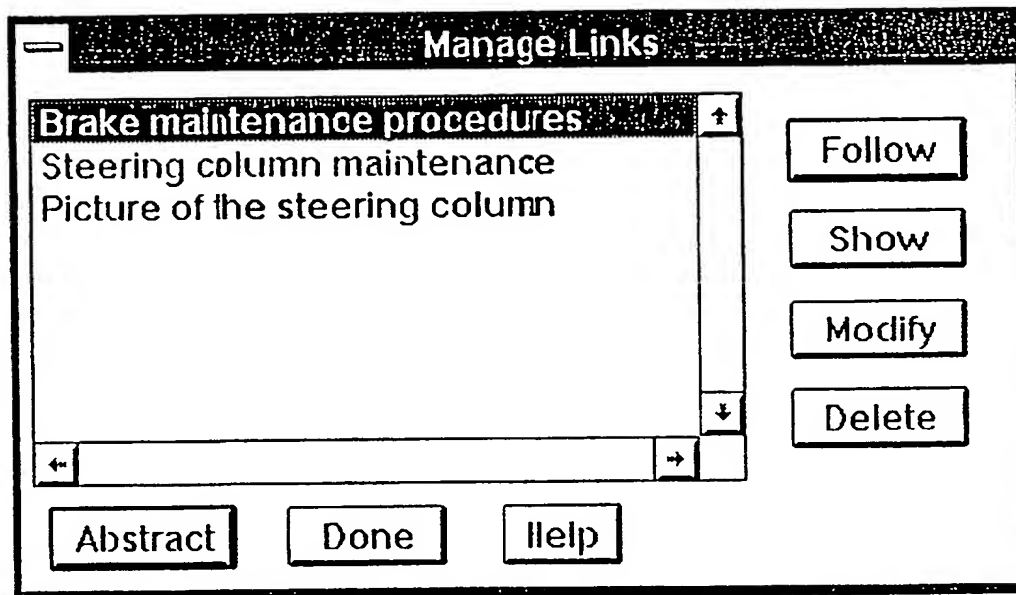 Manage Links
Brake maintenance procedures
Steering column maintenance
Picture of the steering column
Follow
Show
Modify
Delete
Abstract
Done
Help